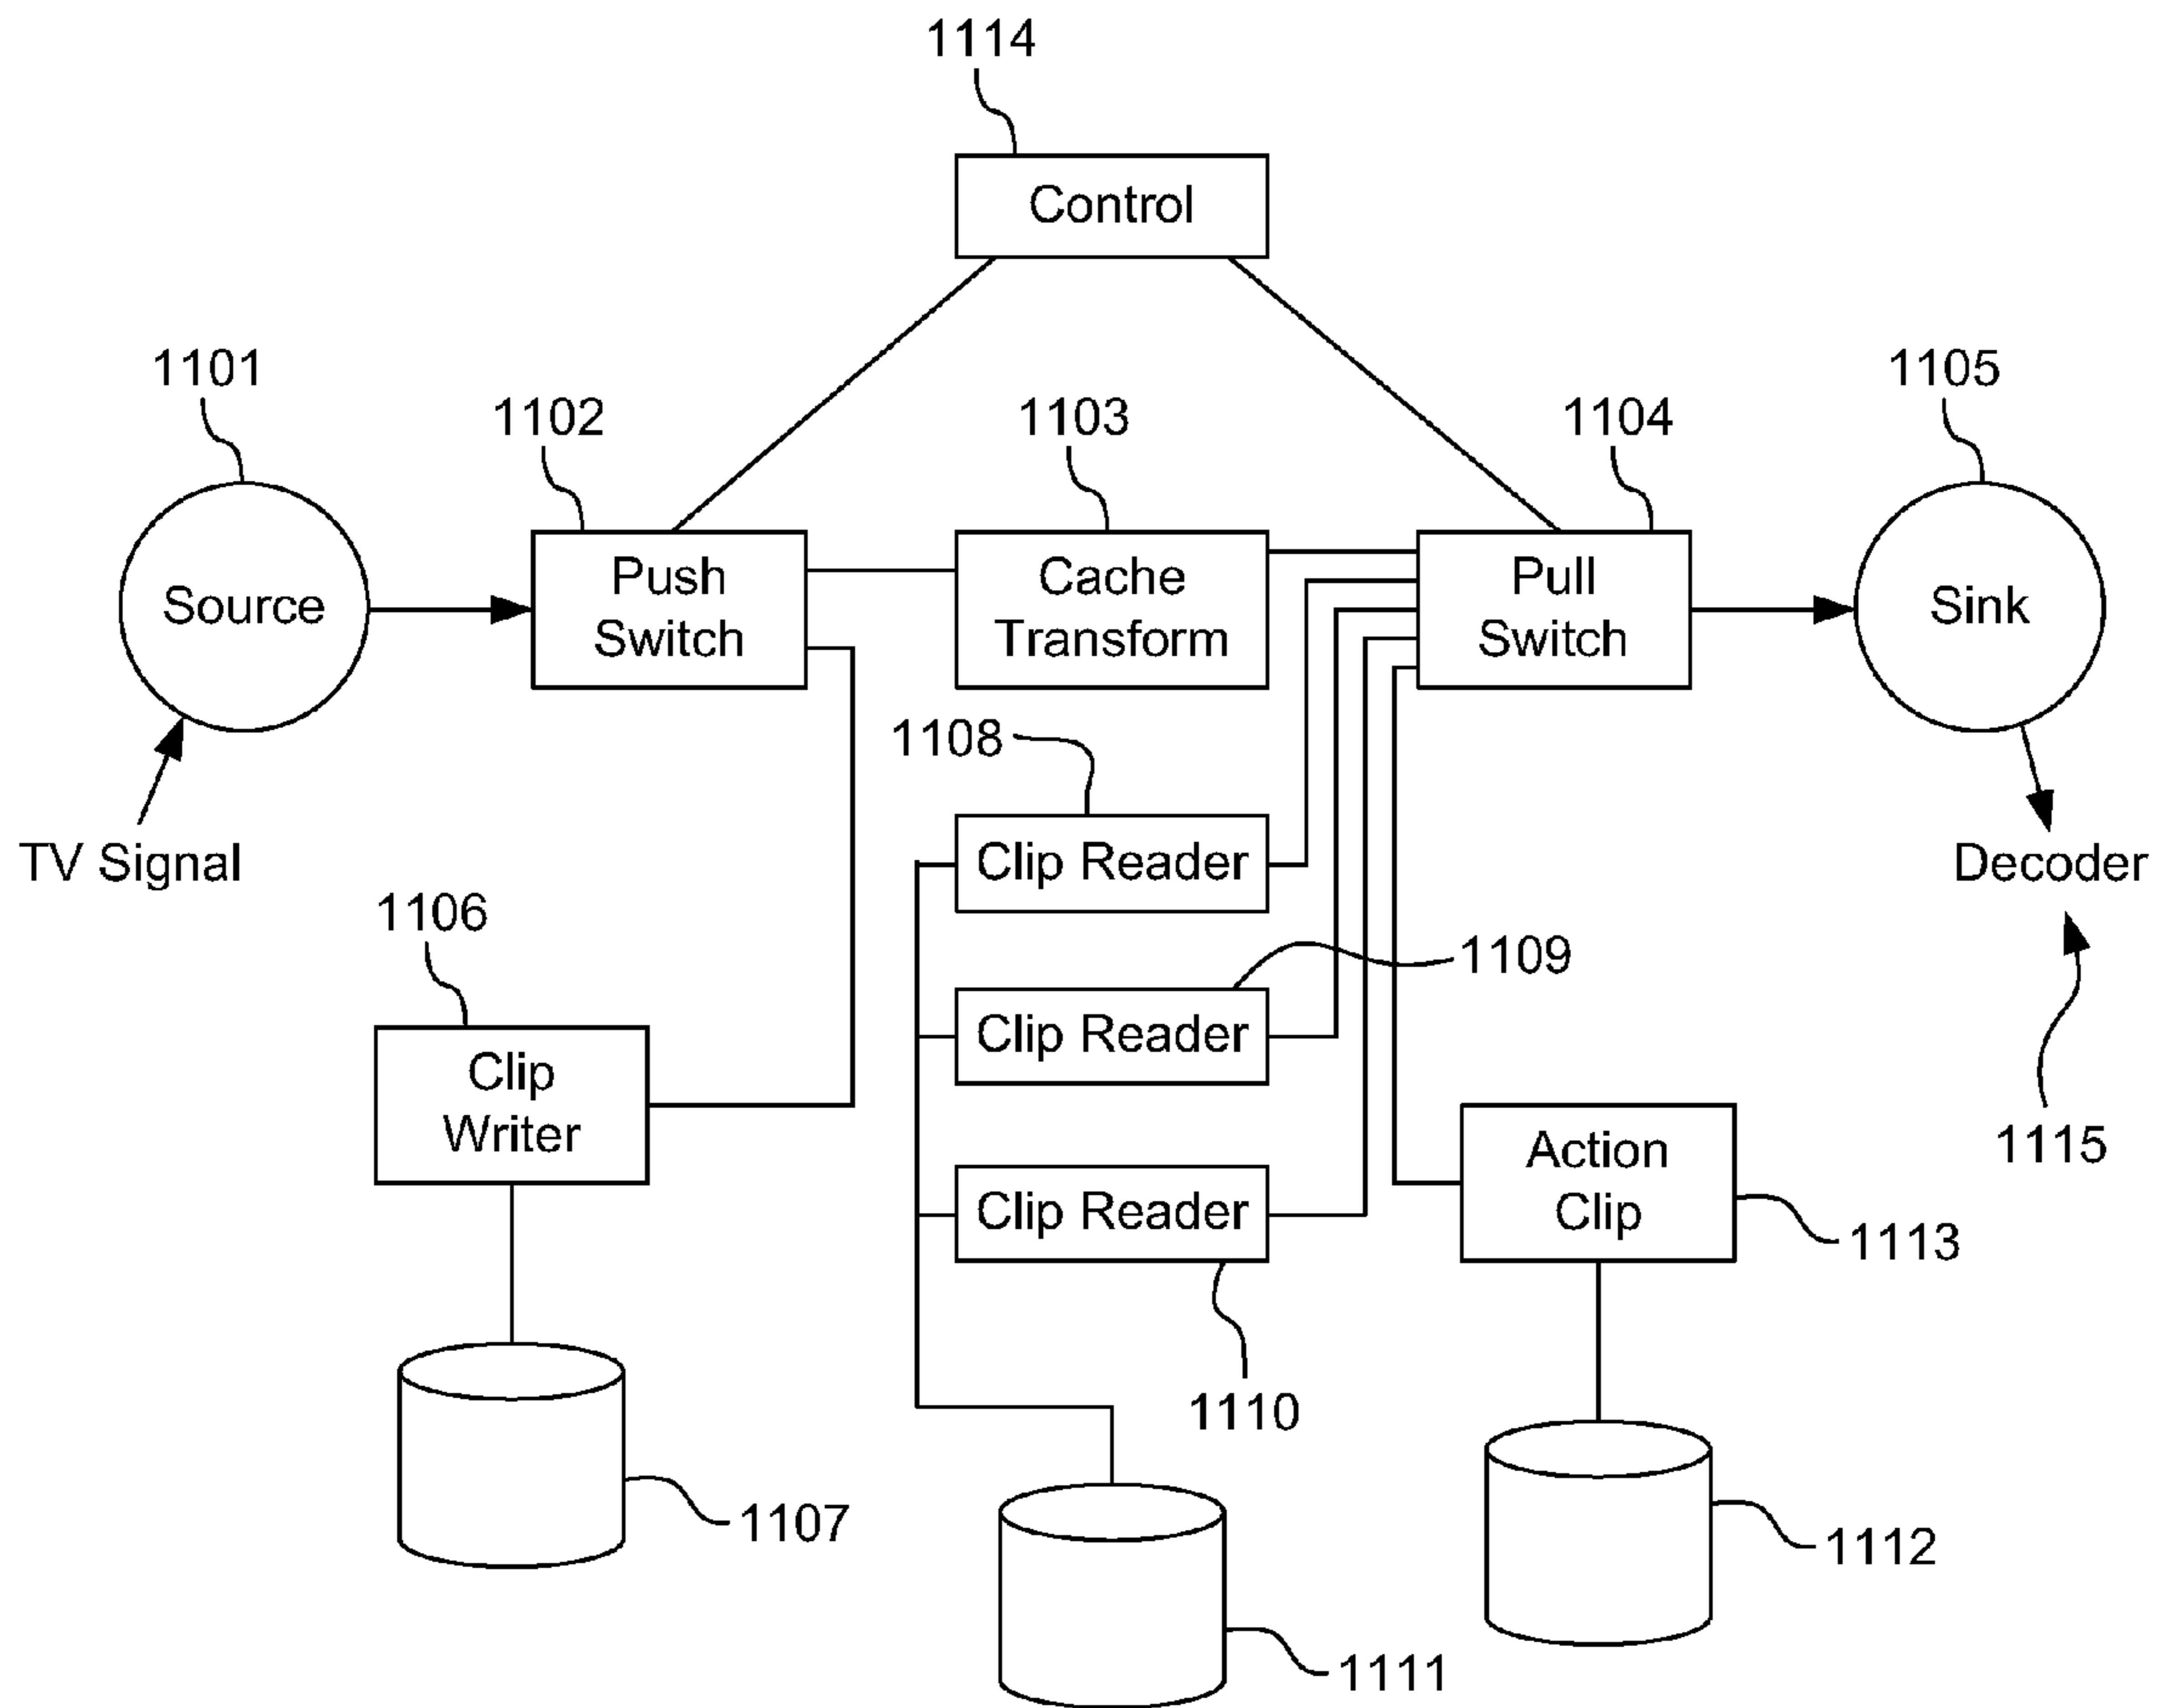 1114
Control
1101
1102
1103
1104
1105
Source
Push
Switch
Cache
Transform
Pull
Switch
Sink
TV Signal
1108
Clip Reader
Decoder
1106
Clip
Writer
1109
Clip Reader
1115
Clip Reader
Action
Clip
1113
1110
1107
1112
1111